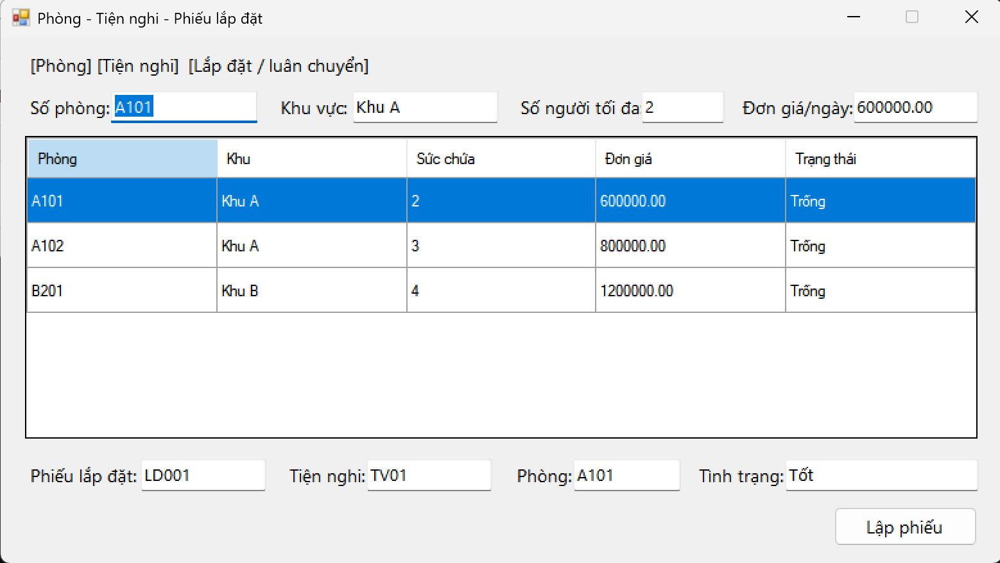 Phòng - Tiện nghi - Phiếu lắp đặt
[Phòng] [Tiện nghi] [Lắp đặt / luân chuyển]
Số phòng: A101 Khu vực: Khu A Số người tối đa: 2 Đơn giá/ngày: 600000.00
Phòng Khu Sức chứa Đơn giá Trạng thái
A101 Khu A 2 600000.00 Trống
A102 Khu A 3 800000.00 Trống
B201 Khu B 4 1200000.00 Trống
Phiếu lắp đặt: LD001 Tiện nghi: TV01 Phòng: A101 Tình trạng: Tốt
Lập phiếu